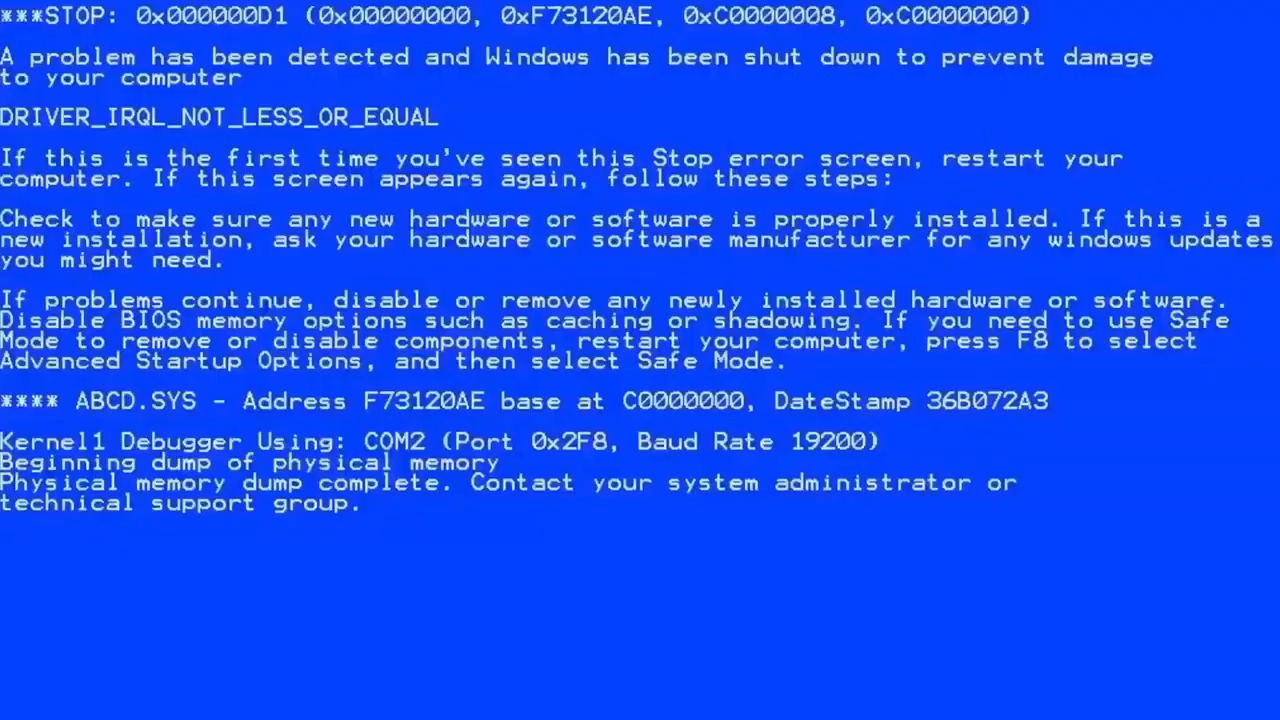 ***STOP: 0x000000D1 (0x00000000, 0xF73120AE, 0xC0000008, 0xC0000000)
A problem has been detected and Windows has been shut down to prevent damage
to your computer
DRIVER_IRQL_NOT_LESS_OR_EQUAL
If this is the first time you've seen this Stop error screen, restart your
computer. If this screen appears again, follow these steps:
Check to make sure any new hardware or software is properly installed. If this is a
new installation, ask your hardware or software manufacturer for any windows updates
you might need.
If problems continue, disable or remove any newly installed hardware or software.
Disable BIOS memory options such as caching or shadowing. If you need to use Safe
Mode to remove or disable components, restart your computer, press F8 to select
Advanced Startup Options, and then select Safe Mode.
**** ABCD.SYS - Address F73120AE base at C0000000, DateStamp 36B072A3
Kernel1 Debugger Using: COM2 (Port 0x2F8, Baud Rate 19200)
Beginning dump of physical memory
Physical memory dump complete. Contact your system administrator or
technical support group.